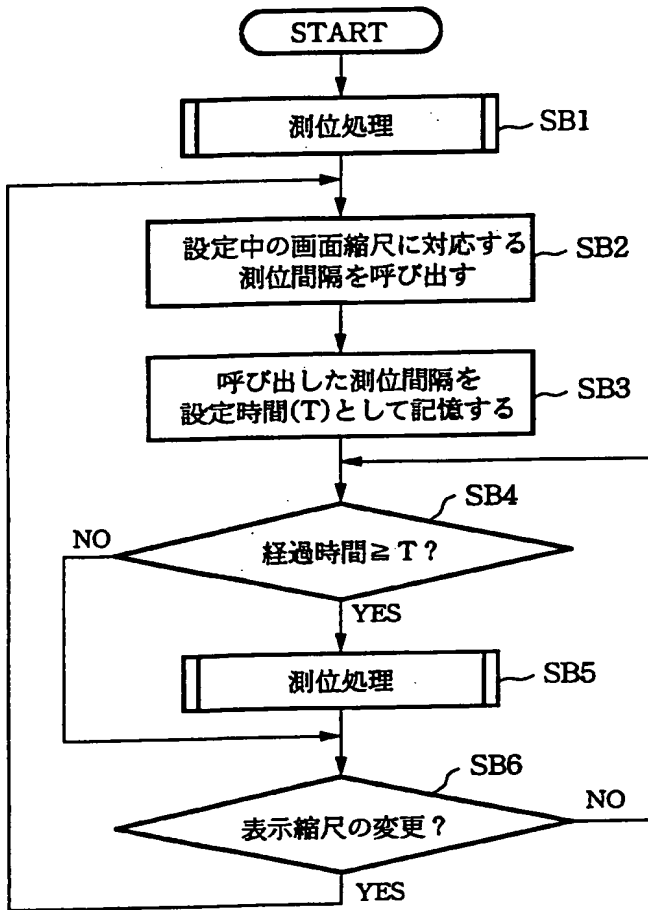 START
測位処理
SB1
設定中の画面縮尺に対応する
測位間隔を呼び出す
SB2
呼び出した測位間隔を
設定時間(T)として記憶する
SB3
SB4
NO
経過時間≧T?
YES
測位処理
SB5
SB6
NO
表示縮尺の変更?
YES